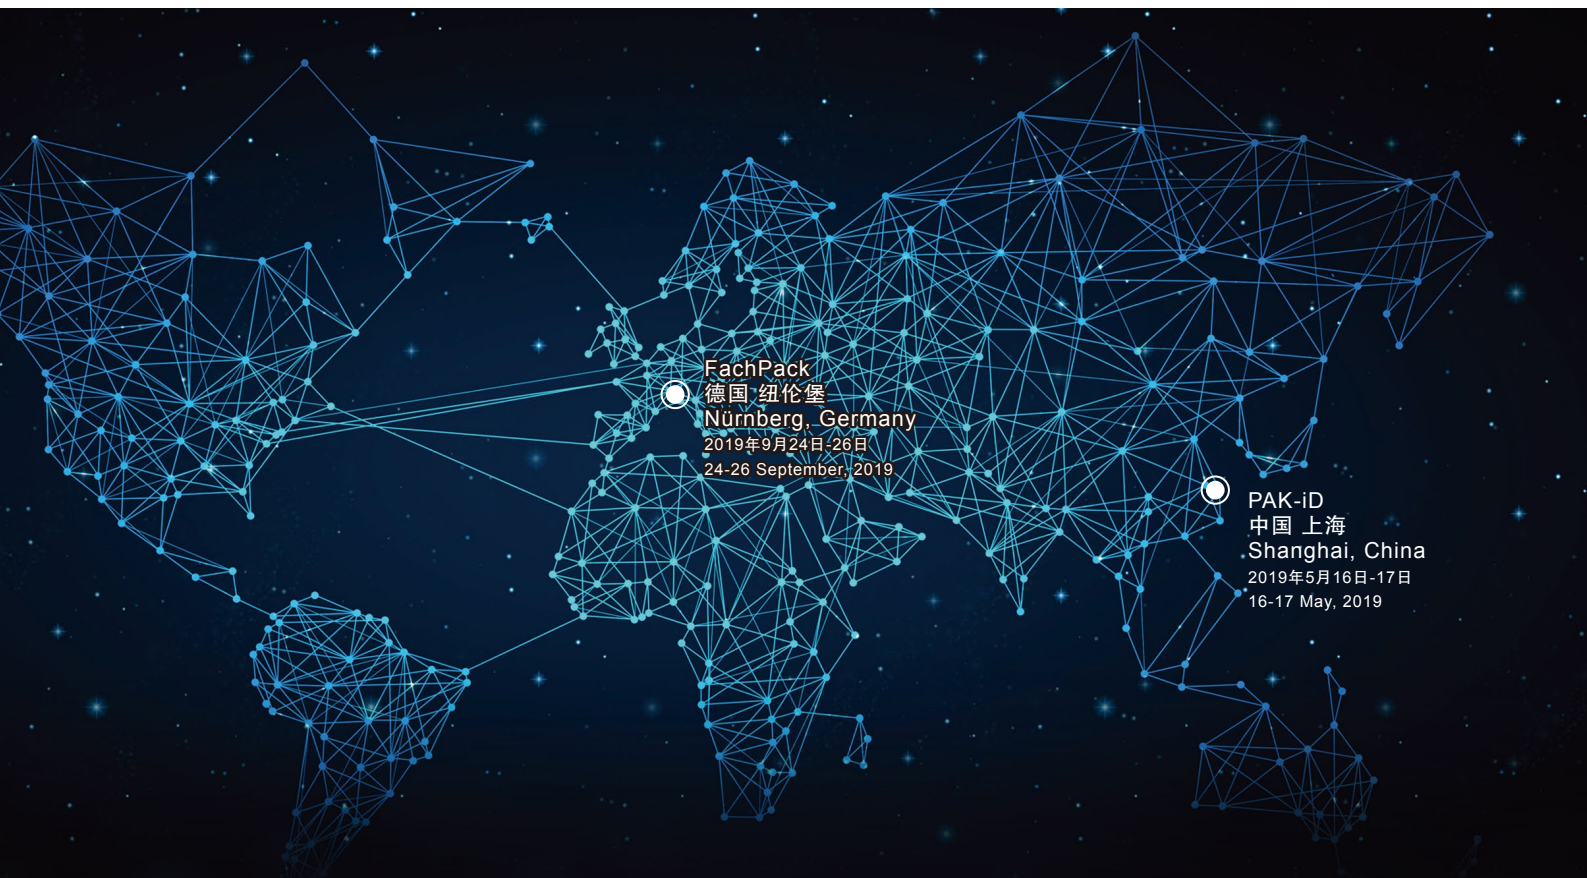 FachPack
德国 纽伦堡
Nürnberg, Germany
2019年9月24日-26日
24-26 September, 2019
PAK-iD
中国 上海
Shanghai, China
2019年5月16日-17日
16-17 May, 2019